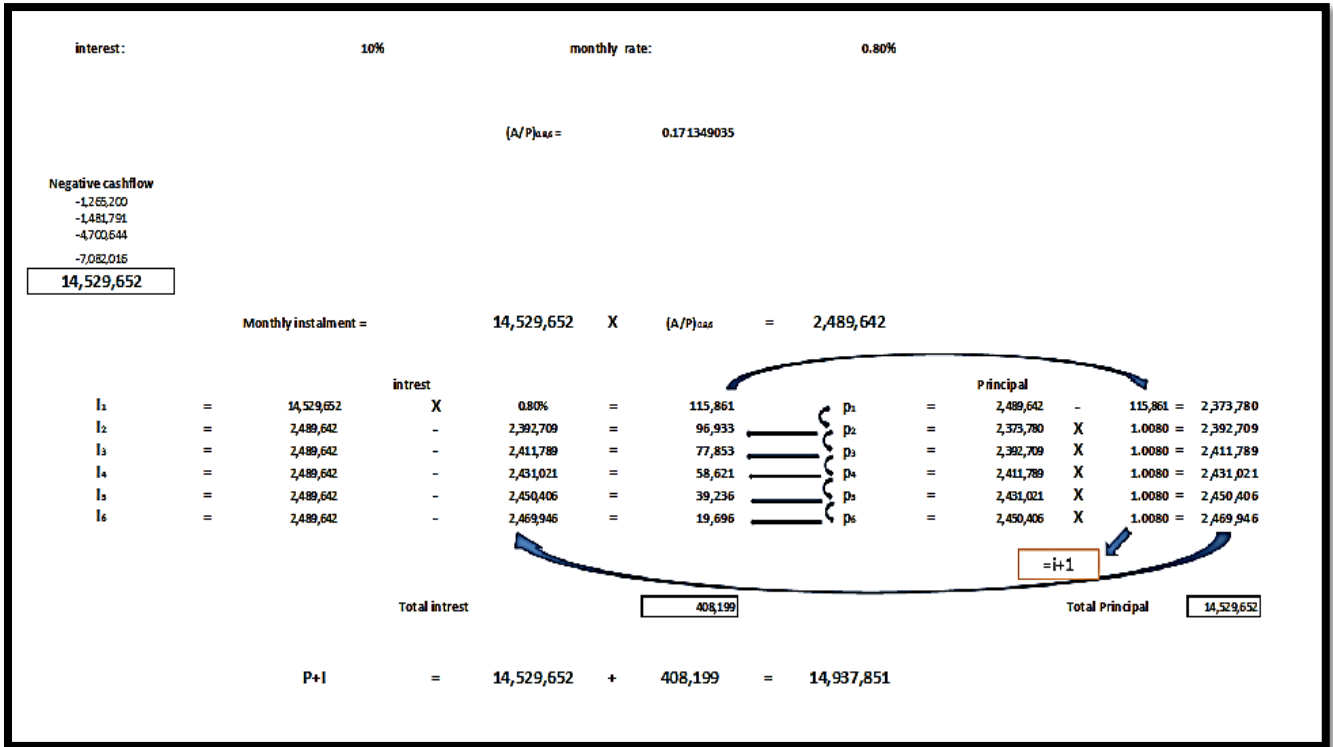 interest: 10% monthly rate: 0.80%
(A/P)0.8,6 = 0.171349035
Negative cashflow
-1,265,200
-1,481,791
-4,700,644
-7,082,016
14,529,652
Monthly instalment = 14,529,652 X (A/P)0.8,6 = 2,489,642
intrest Principal
I1 = 14,529,652 X 0.80% = 115,861 p1 = 2,489,642 - 115,861 = 2,373,780
I2 = 2,489,642 - 2,392,709 = 96,933 p2 = 2,373,780 X 1.0080 = 2,392,709
I3 = 2,489,642 - 2,411,789 = 77,853 p3 = 2,392,709 X 1.0080 = 2,411,789
I4 = 2,489,642 - 2,431,021 = 58,621 p4 = 2,411,789 X 1.0080 = 2,431,021
I5 = 2,489,642 - 2,450,406 = 39,236 p5 = 2,431,021 X 1.0080 = 2,450,406
I6 = 2,489,642 - 2,469,946 = 19,696 p6 = 2,450,406 X 1.0080 = 2,469,946
=i+1
Total intrest 408,199 Total Principal 14,529,652
P+I = 14,529,652 + 408,199 = 14,937,851